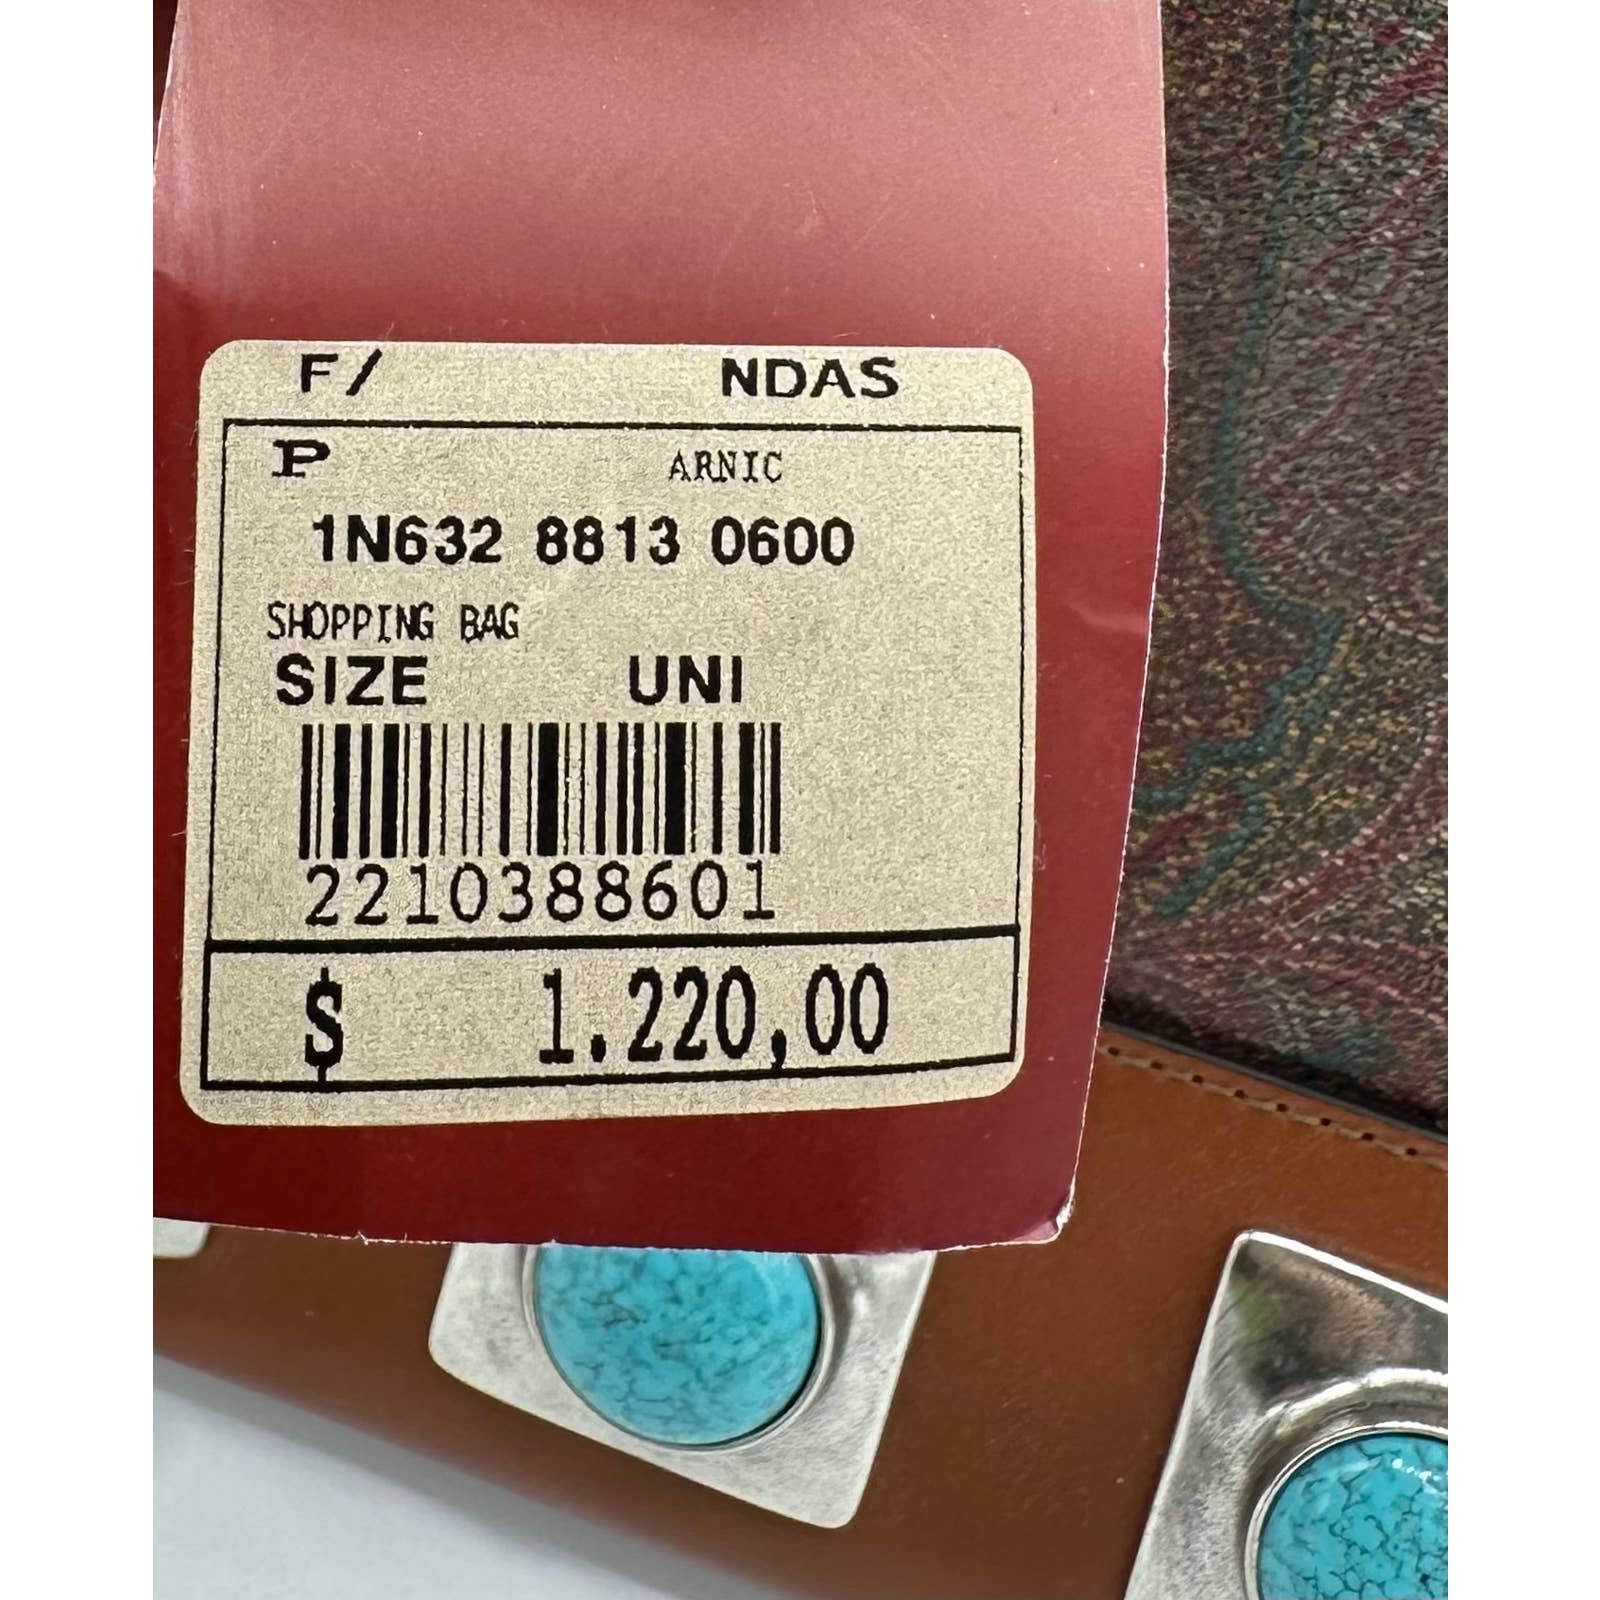 F/ NDAS
P ARNIC
1N632 8813 0600
SHOPPING BAG
SIZE UNI
2210388601
$ 1.220,00